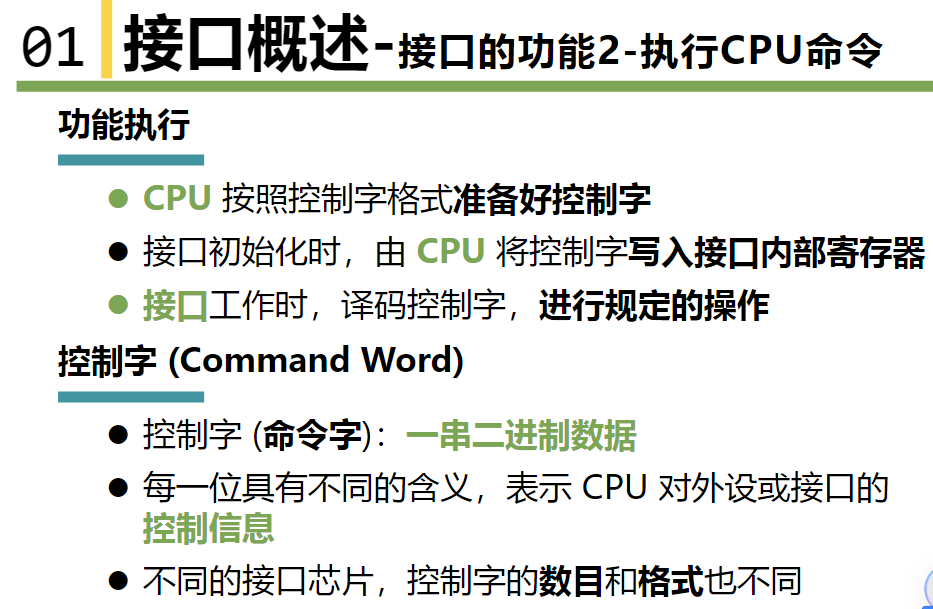 01 接口概述-接口的功能2-执行CPU命令
功能执行
CPU 按照控制字格式准备好控制字
接口初始化时，由 CPU 将控制字写入接口内部寄存器
接口工作时，译码控制字，进行规定的操作
控制字 (Command Word)
控制字 (命令字)：一串二进制数据
每一位具有不同的含义，表示 CPU 对外设或接口的
控制信息
不同的接口芯片，控制字的数目和格式也不同